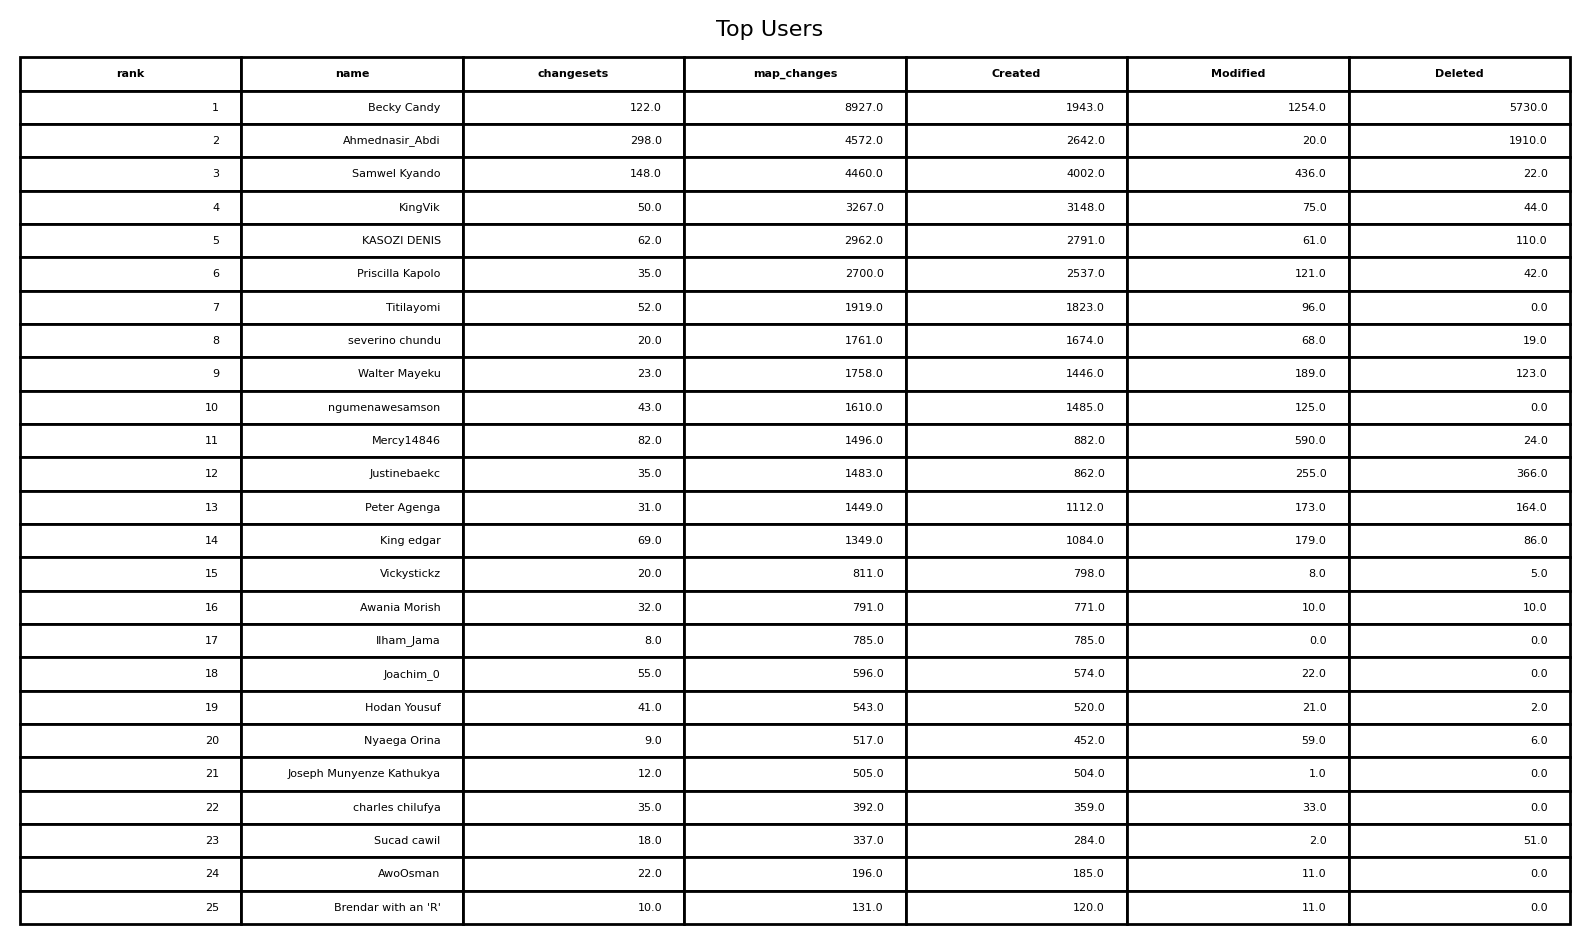 Top Users
rank name changesets map_changes Created Modified Deleted
1 Becky Candy 122.0 8927.0 1943.0 1254.0 5730.0
2 Ahmednasir_Abdi 298.0 4572.0 2642.0 20.0 1910.0
3 Samwel Kyando 148.0 4460.0 4002.0 436.0 22.0
4 KingVik 50.0 3267.0 3148.0 75.0 44.0
5 KASOZI DENIS 62.0 2962.0 2791.0 61.0 110.0
6 Priscilla Kapolo 35.0 2700.0 2537.0 121.0 42.0
7 Titilayomi 52.0 1919.0 1823.0 96.0 0.0
8 severino chundu 20.0 1761.0 1674.0 68.0 19.0
9 Walter Mayeku 23.0 1758.0 1446.0 189.0 123.0
10 ngumenawesamson 43.0 1610.0 1485.0 125.0 0.0
11 Mercy14846 82.0 1496.0 882.0 590.0 24.0
12 Justinebaekc 35.0 1483.0 862.0 255.0 366.0
13 Peter Agenga 31.0 1449.0 1112.0 173.0 164.0
14 King edgar 69.0 1349.0 1084.0 179.0 86.0
15 Vickystickz 20.0 811.0 798.0 8.0 5.0
16 Awania Morish 32.0 791.0 771.0 10.0 10.0
17 Ilham_Jama 8.0 785.0 785.0 0.0 0.0
18 Joachim_0 55.0 596.0 574.0 22.0 0.0
19 Hodan Yousuf 41.0 543.0 520.0 21.0 2.0
20 Nyaega Orina 9.0 517.0 452.0 59.0 6.0
21 Joseph Munyenze Kathukya 12.0 505.0 504.0 1.0 0.0
22 charles chilufya 35.0 392.0 359.0 33.0 0.0
23 Sucad cawil 18.0 337.0 284.0 2.0 51.0
24 AwoOsman 22.0 196.0 185.0 11.0 0.0
25 Brendar with an 'R' 10.0 131.0 120.0 11.0 0.0